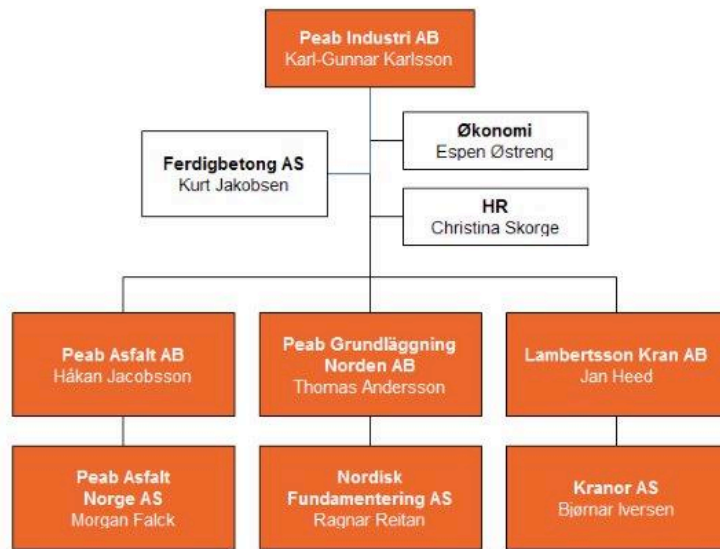 Peab Industri AB
Karl-Gunnar Karlsson
Økonomi
Espen Østreng
Ferdigbetong AS
Kurt Jakobsen
HR
Christina Skorge
Peab Asfalt AB
Håkan Jacobsson
Peab Grundläggning
Norden AB
Thomas Andersson
Lambertsson Kran AB
Jan Heed
Peab Asfalt
Norge AS
Morgan Falck
Nordisk
Fundamentering AS
Ragnar Reitan
Kranor AS
Bjørnar Iversen